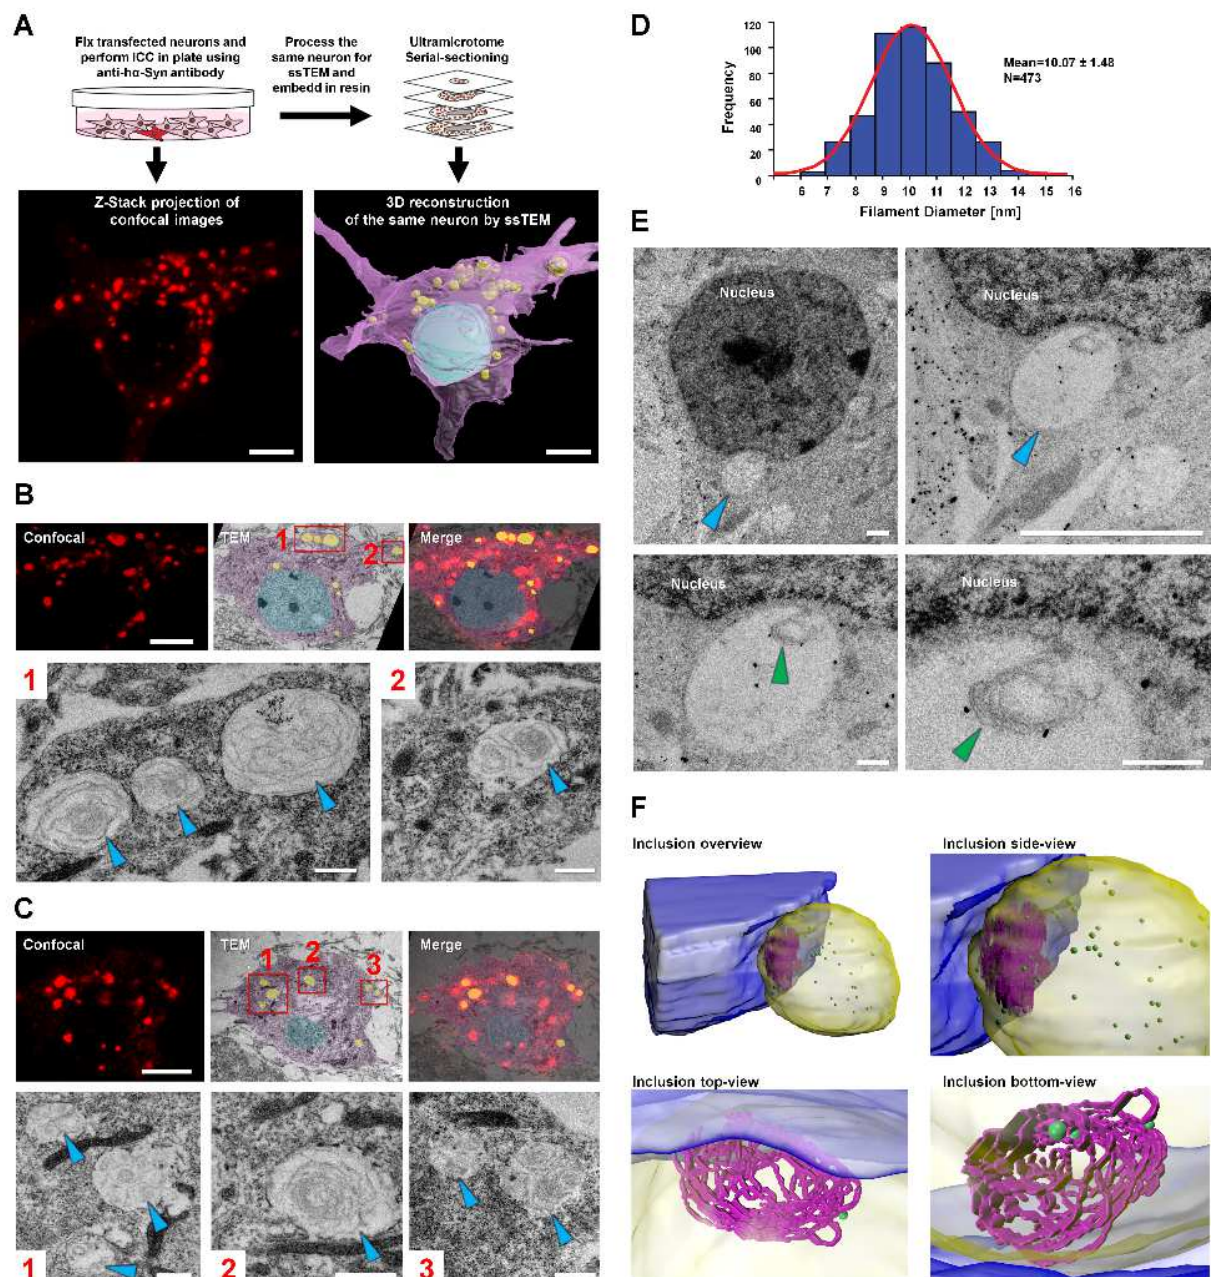 A
Fix transfected neurons and
perform ICC in plate using
anti-hα-Syn antibody
Process the
same neuron for
ssTEM and
embedd in resin
Ultramicrotome
Serial-sectioning
Z-Stack projection of
confocal images
3D reconstruction
of the same neuron by ssTEM
B
Confocal
TEM
1
2
Merge
1
2
C
Confocal
TEM
1
2
3
Merge
1
2
3
D
Frequency
120
100
80
60
40
20
0
6 7 8 9 10 11 12 13 14 15 16
Filament Diameter [nm]
Mean=10.07 ± 1.48
N=473
E
Nucleus
Nucleus
Nucleus
Nucleus
F
Inclusion overview
Inclusion side-view
Inclusion top-view
Inclusion bottom-view